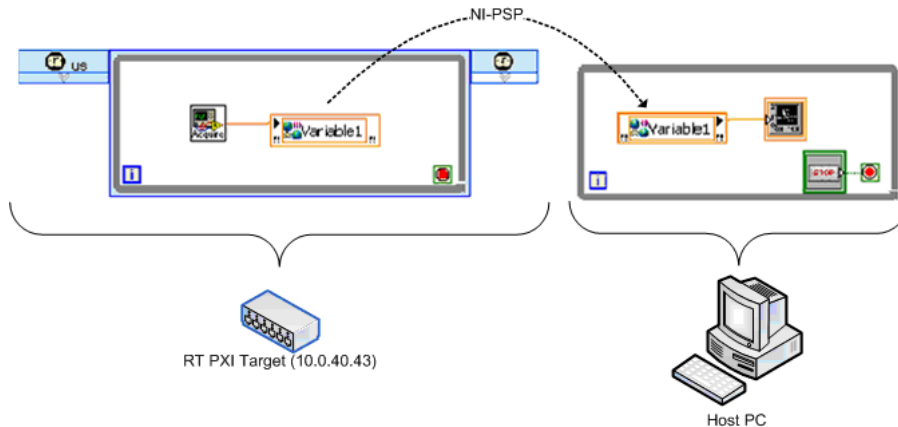 NI-PSP
us
Acquire
Variable1
?!
?!
i
Variable1
?!
?!
i
STOP
RT PXI Target (10.0.40.43)
Host PC